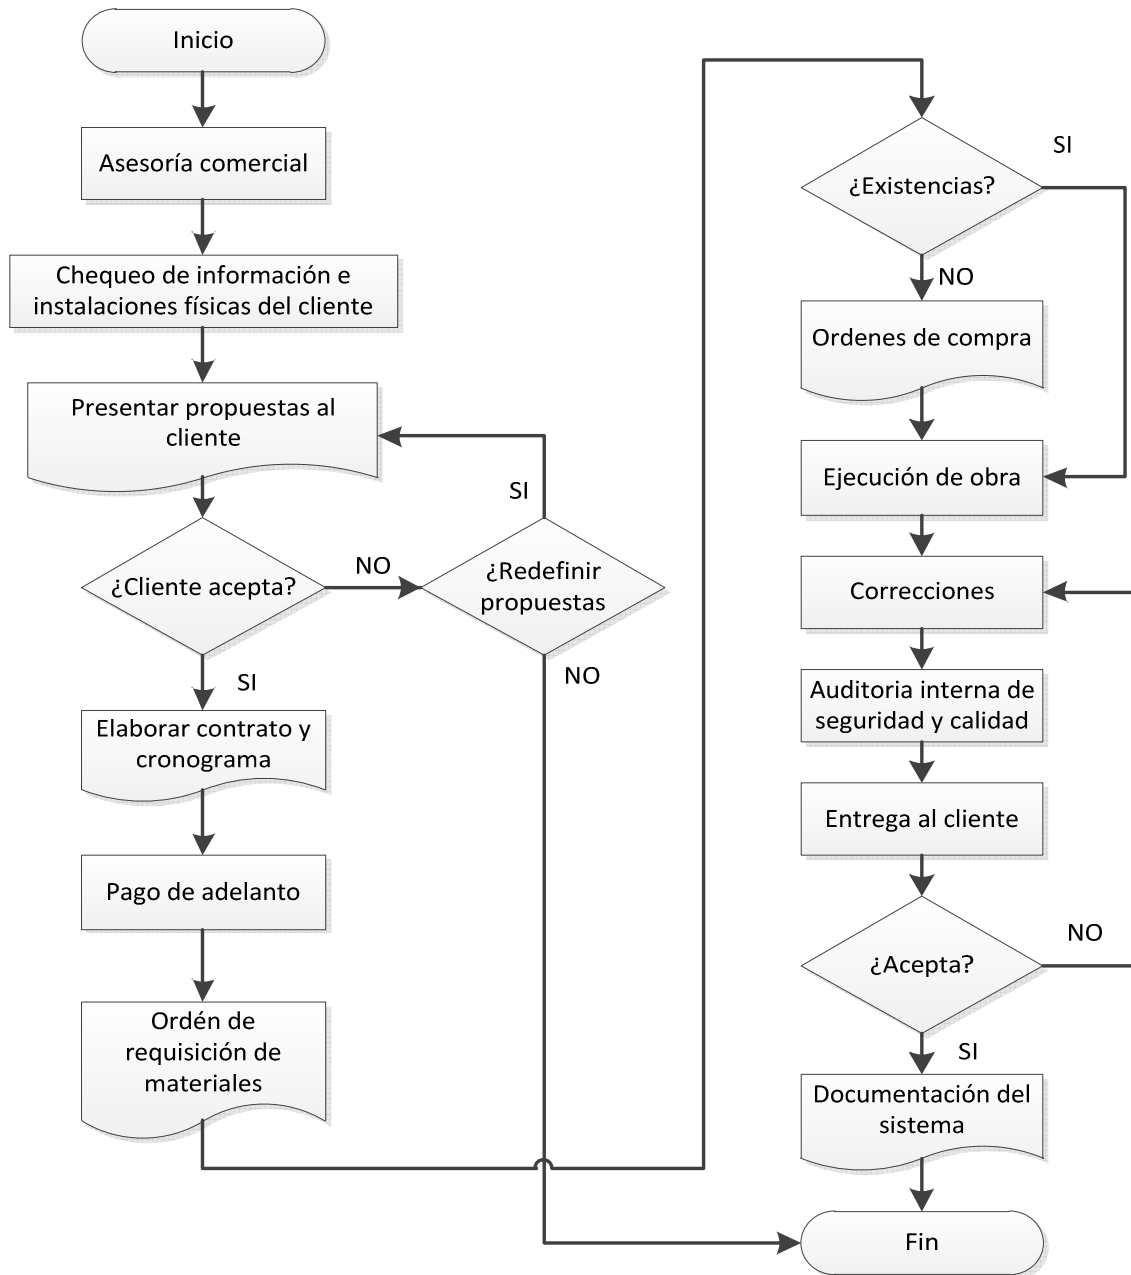 Inicio
Asesoría comercial
Chequeo de información e
instalaciones físicas del cliente
Presentar propuestas al
cliente
¿Cliente acepta?
NO
¿Redefinir
propuestas
SI
NO
SI
Elaborar contrato y
cronograma
Pago de adelanto
Ordén de
requisición de
materiales
¿Existencias?
SI
NO
Ordenes de compra
Ejecución de obra
Correcciones
Auditoria interna de
seguridad y calidad
Entrega al cliente
¿Acepta?
NO
SI
Documentación del
sistema
Fin